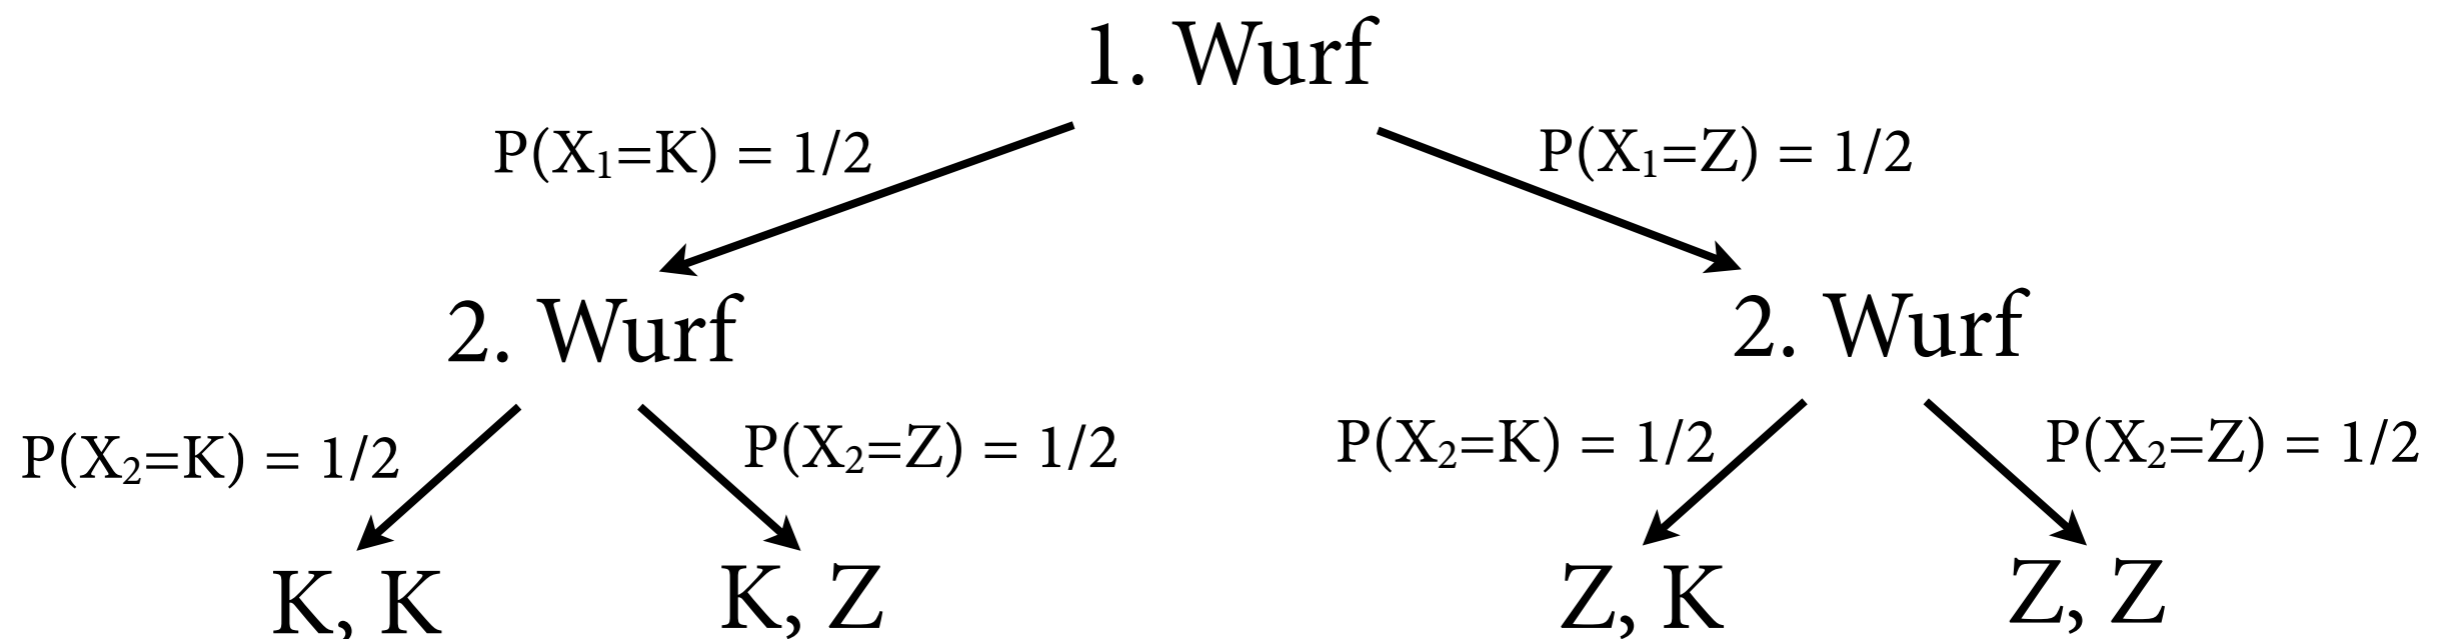 1. Wurf
P(X₁=K) = 1/2
P(X₁=Z) = 1/2
2. Wurf
2. Wurf
P(X₂=K) = 1/2
P(X₂=Z) = 1/2
P(X₂=K) = 1/2
P(X₂=Z) = 1/2
K, K
K, Z
Z, K
Z, Z